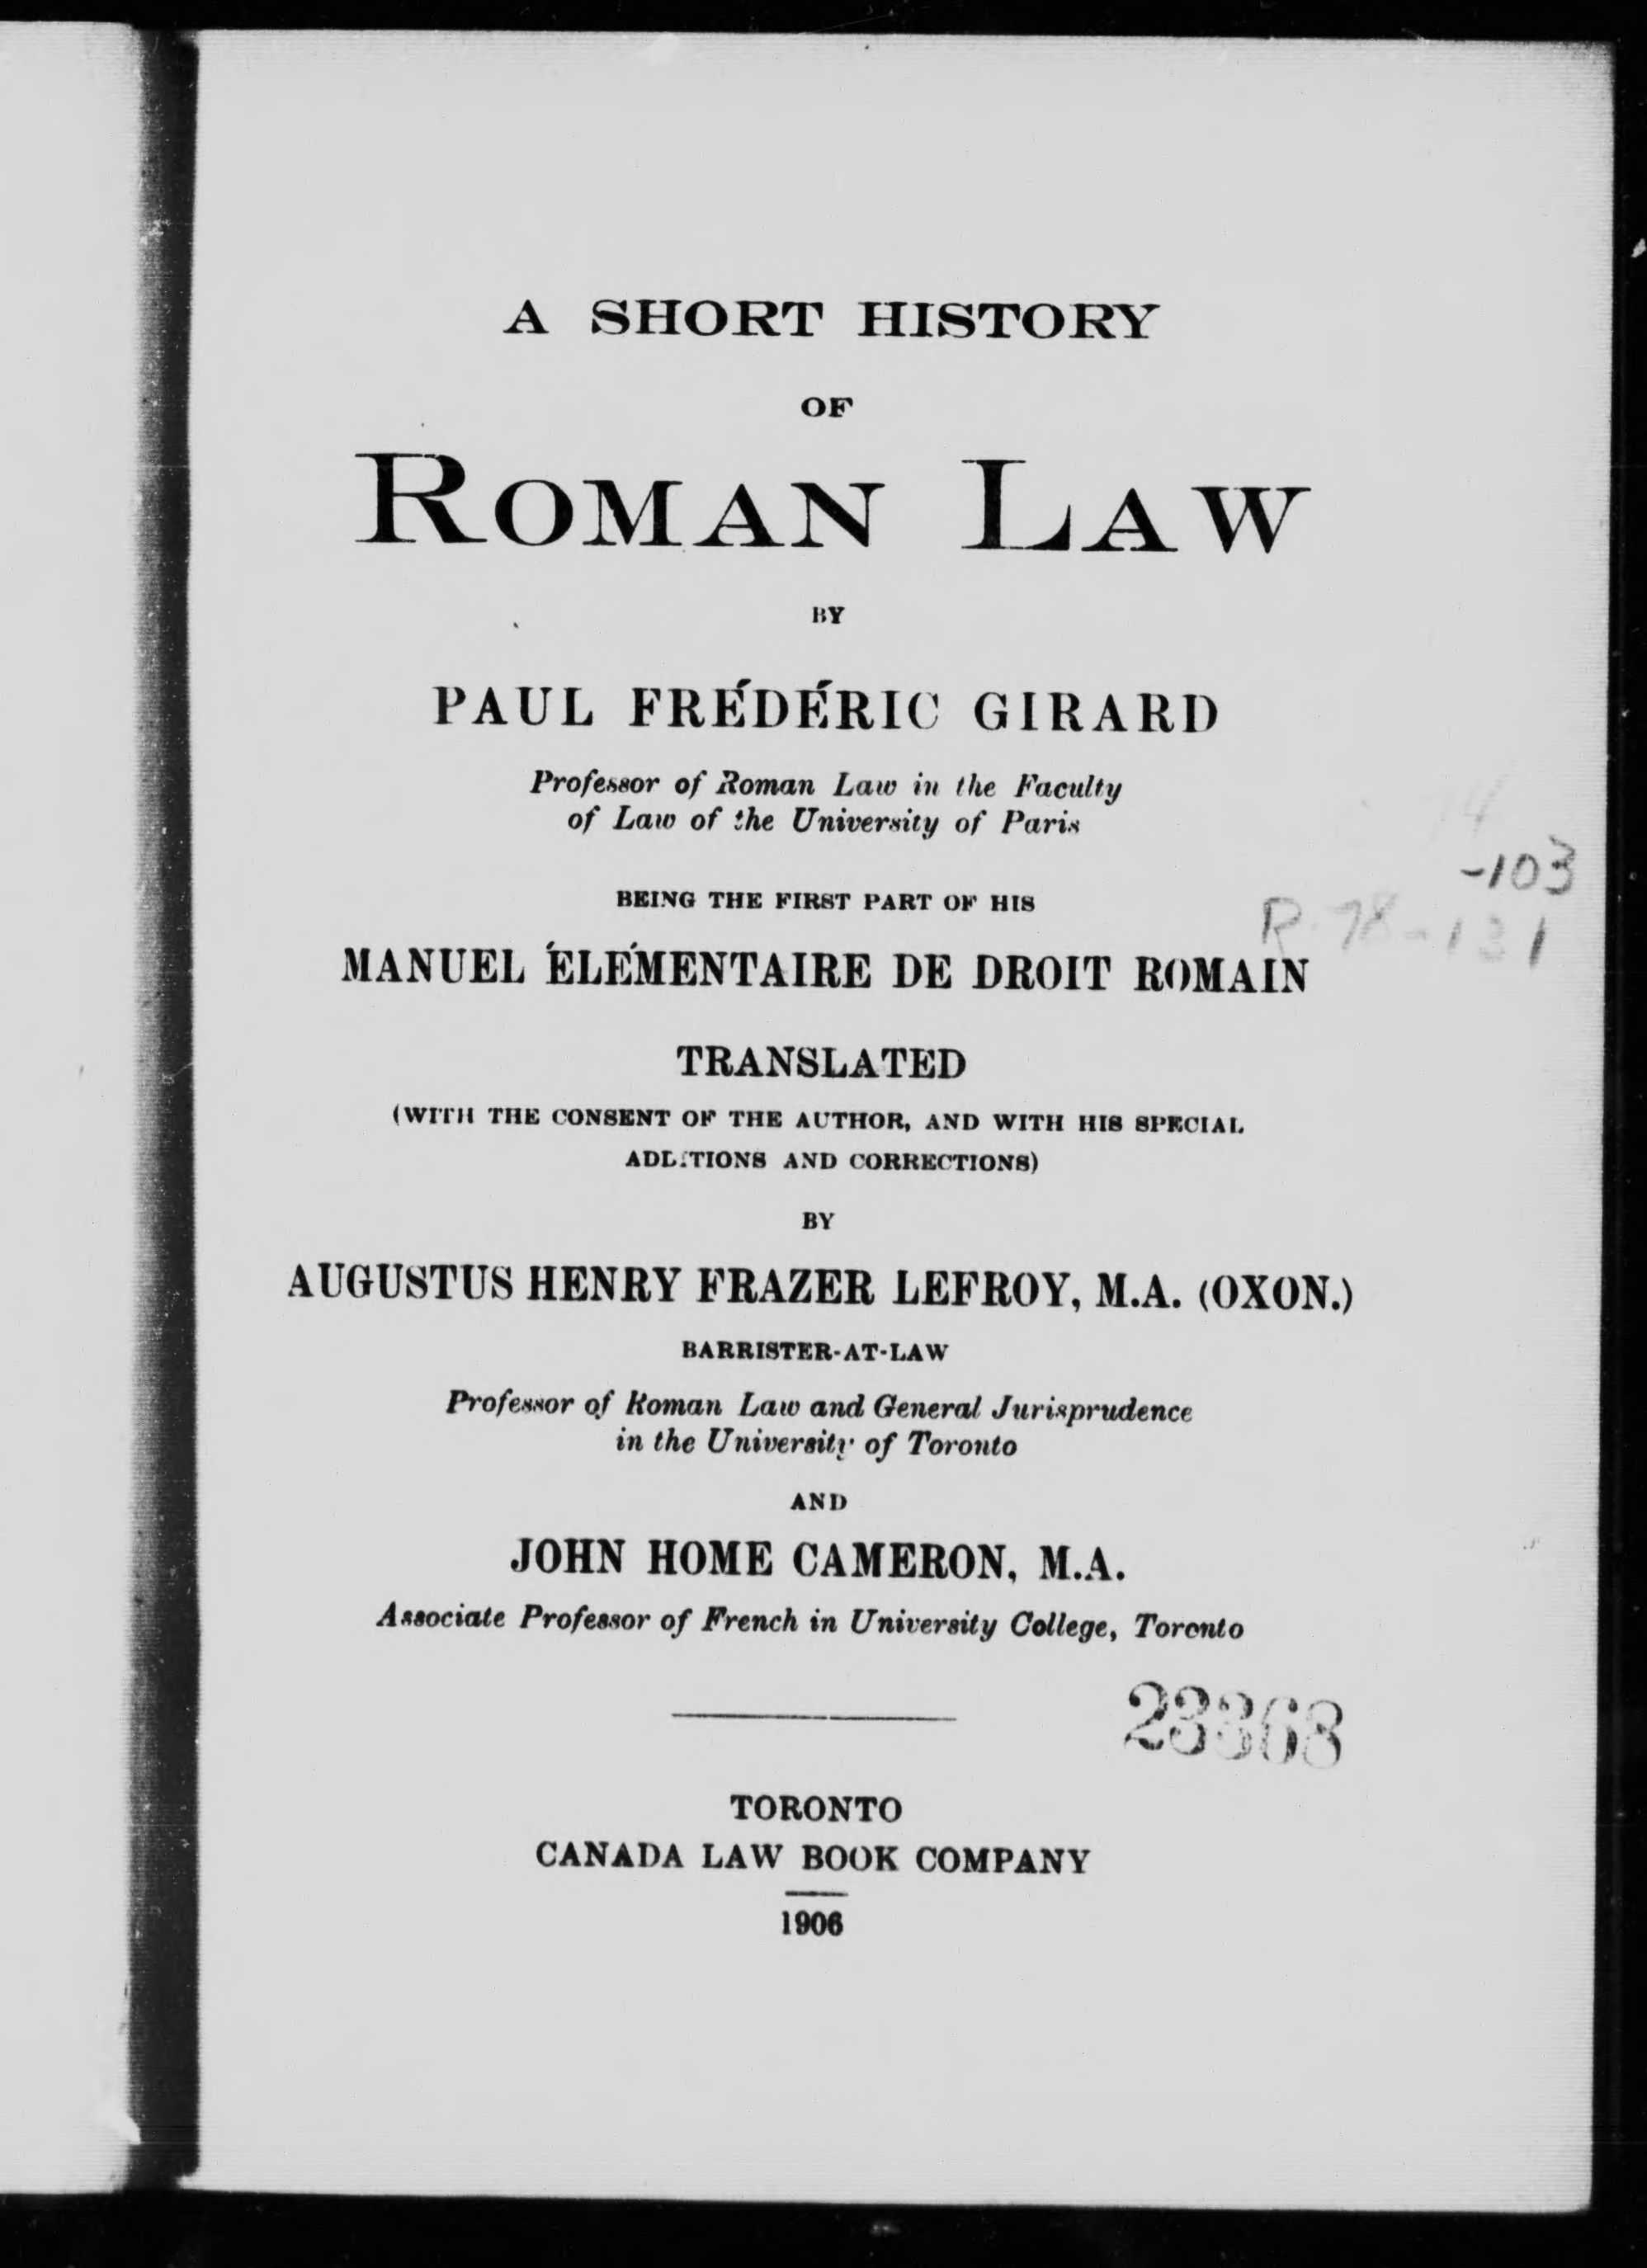 A SHORT HISTORY
OF
ROMAN LAW
BY
PAUL FRÉDÉRIC GIRARD
Professor of Roman Law in the Faculty
of Law of the University of Paris
-103
R. 78-131
BEING THE FIRST PART OF HIS
MANUEL ÉLÉMENTAIRE DE DROIT ROMAIN
TRANSLATED
(WITH THE CONSENT OF THE AUTHOR, AND WITH HIS SPECIAL
ADDITIONS AND CORRECTIONS)
BY
AUGUSTUS HENRY FRAZER LEFROY, M.A. (OXON.)
BARRISTER-AT-LAW
Professor of Roman Law and General Jurisprudence
in the University of Toronto
AND
JOHN HOME CAMERON, M.A.
Associate Professor of French in University College, Toronto
23368
TORONTO
CANADA LAW BOOK COMPANY
1906